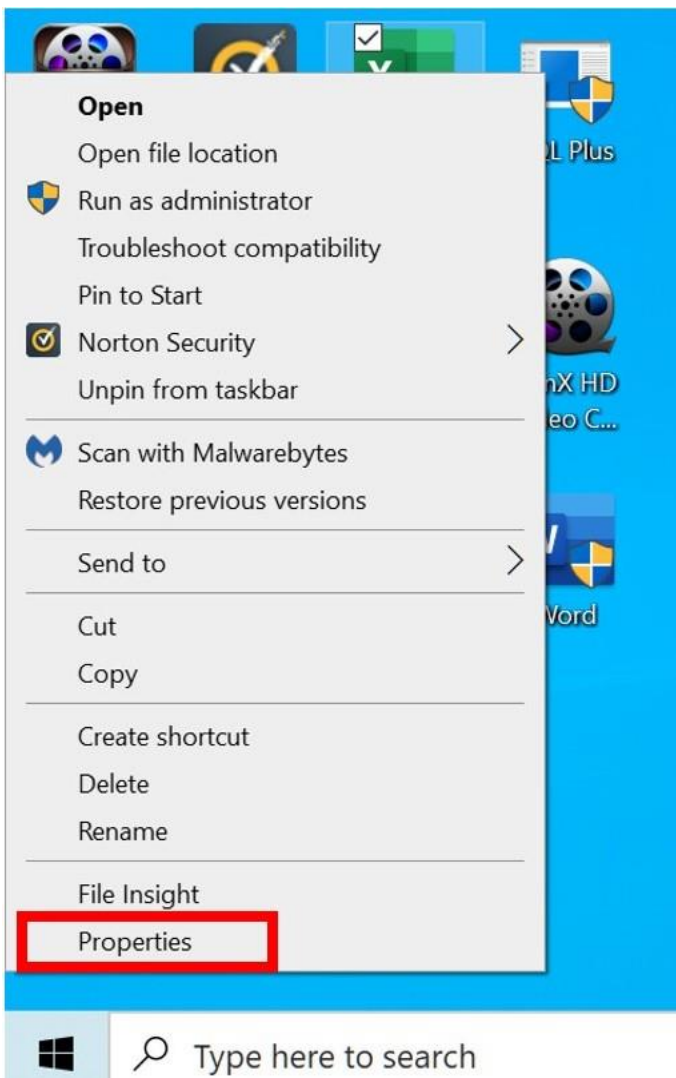 Open
Open file location
Run as administrator
Troubleshoot compatibility
Pin to Start
Norton Security
Unpin from taskbar
Scan with Malwarebytes
Restore previous versions
Send to
Cut
Copy
Create shortcut
Delete
Rename
File Insight
Properties
Plus
HD
C...
Type here to search